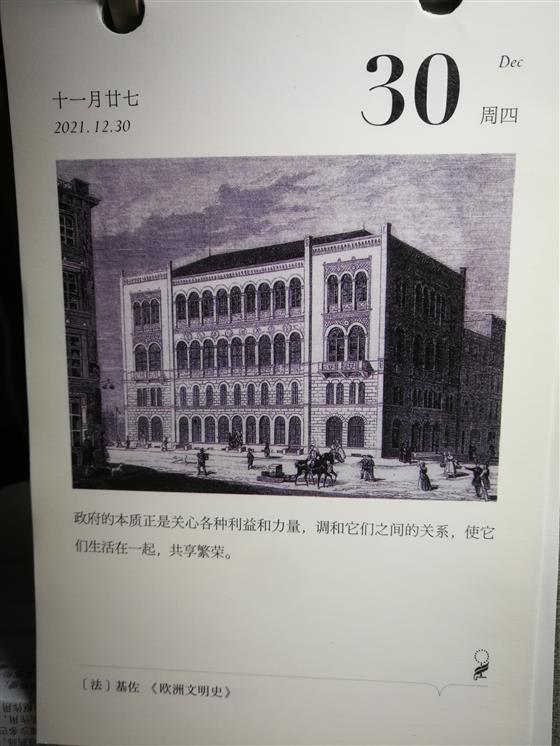 十一月廿七
2021.12.30
30
Dec
周四
政府的本质正是关心各种利益和力量，调和它们之间的关系，使它
们生活在一起，共享繁荣。
〔法〕基佐 《欧洲文明史》